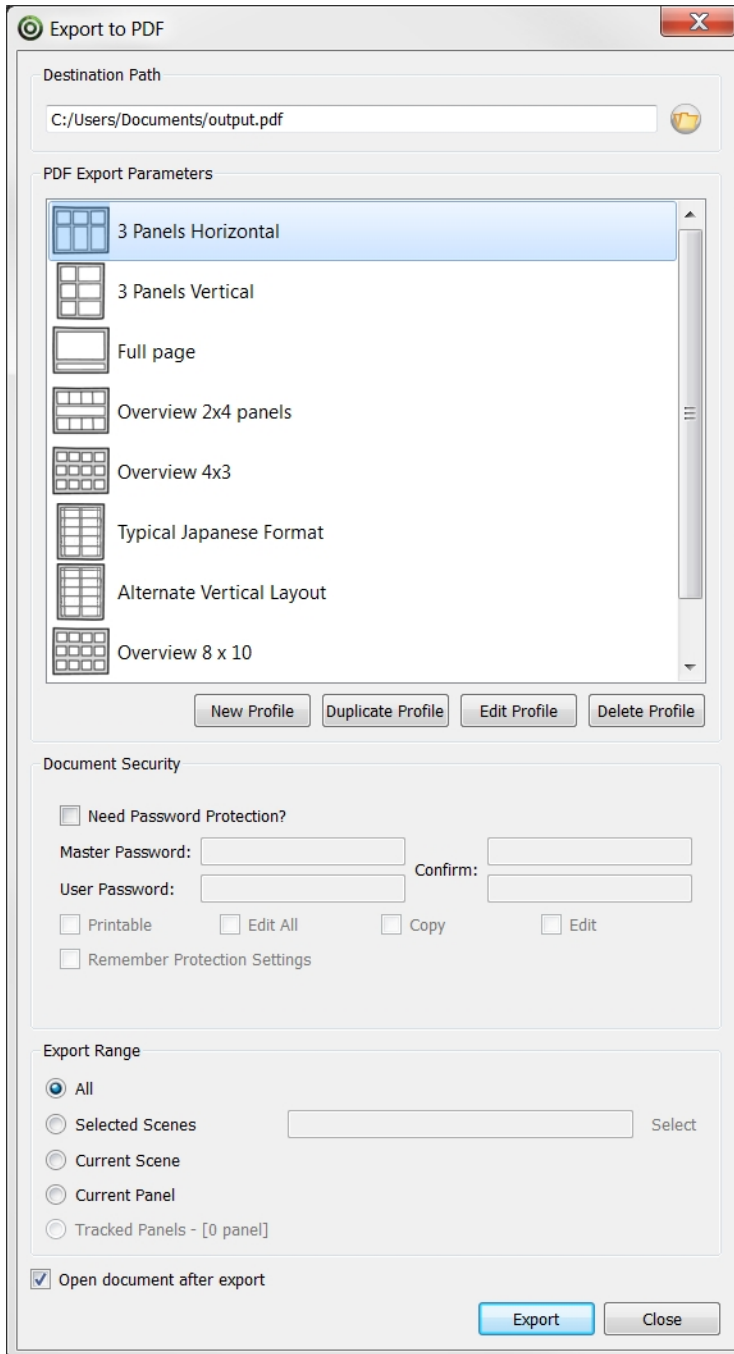 Export to PDF
Destination Path
C:/Users/Documents/output.pdf
PDF Export Parameters
3 Panels Horizontal
3 Panels Vertical
Full page
Overview 2x4 panels
Overview 4x3
Typical Japanese Format
Alternate Vertical Layout
Overview 8 x 10
New Profile Duplicate Profile Edit Profile Delete Profile
Document Security
Need Password Protection?
Master Password:
Confirm:
User Password:
Printable Edit All Copy Edit
Remember Protection Settings
Export Range
All
Selected Scenes Select
Current Scene
Current Panel
Tracked Panels - [0 panel]
Open document after export
Export Close